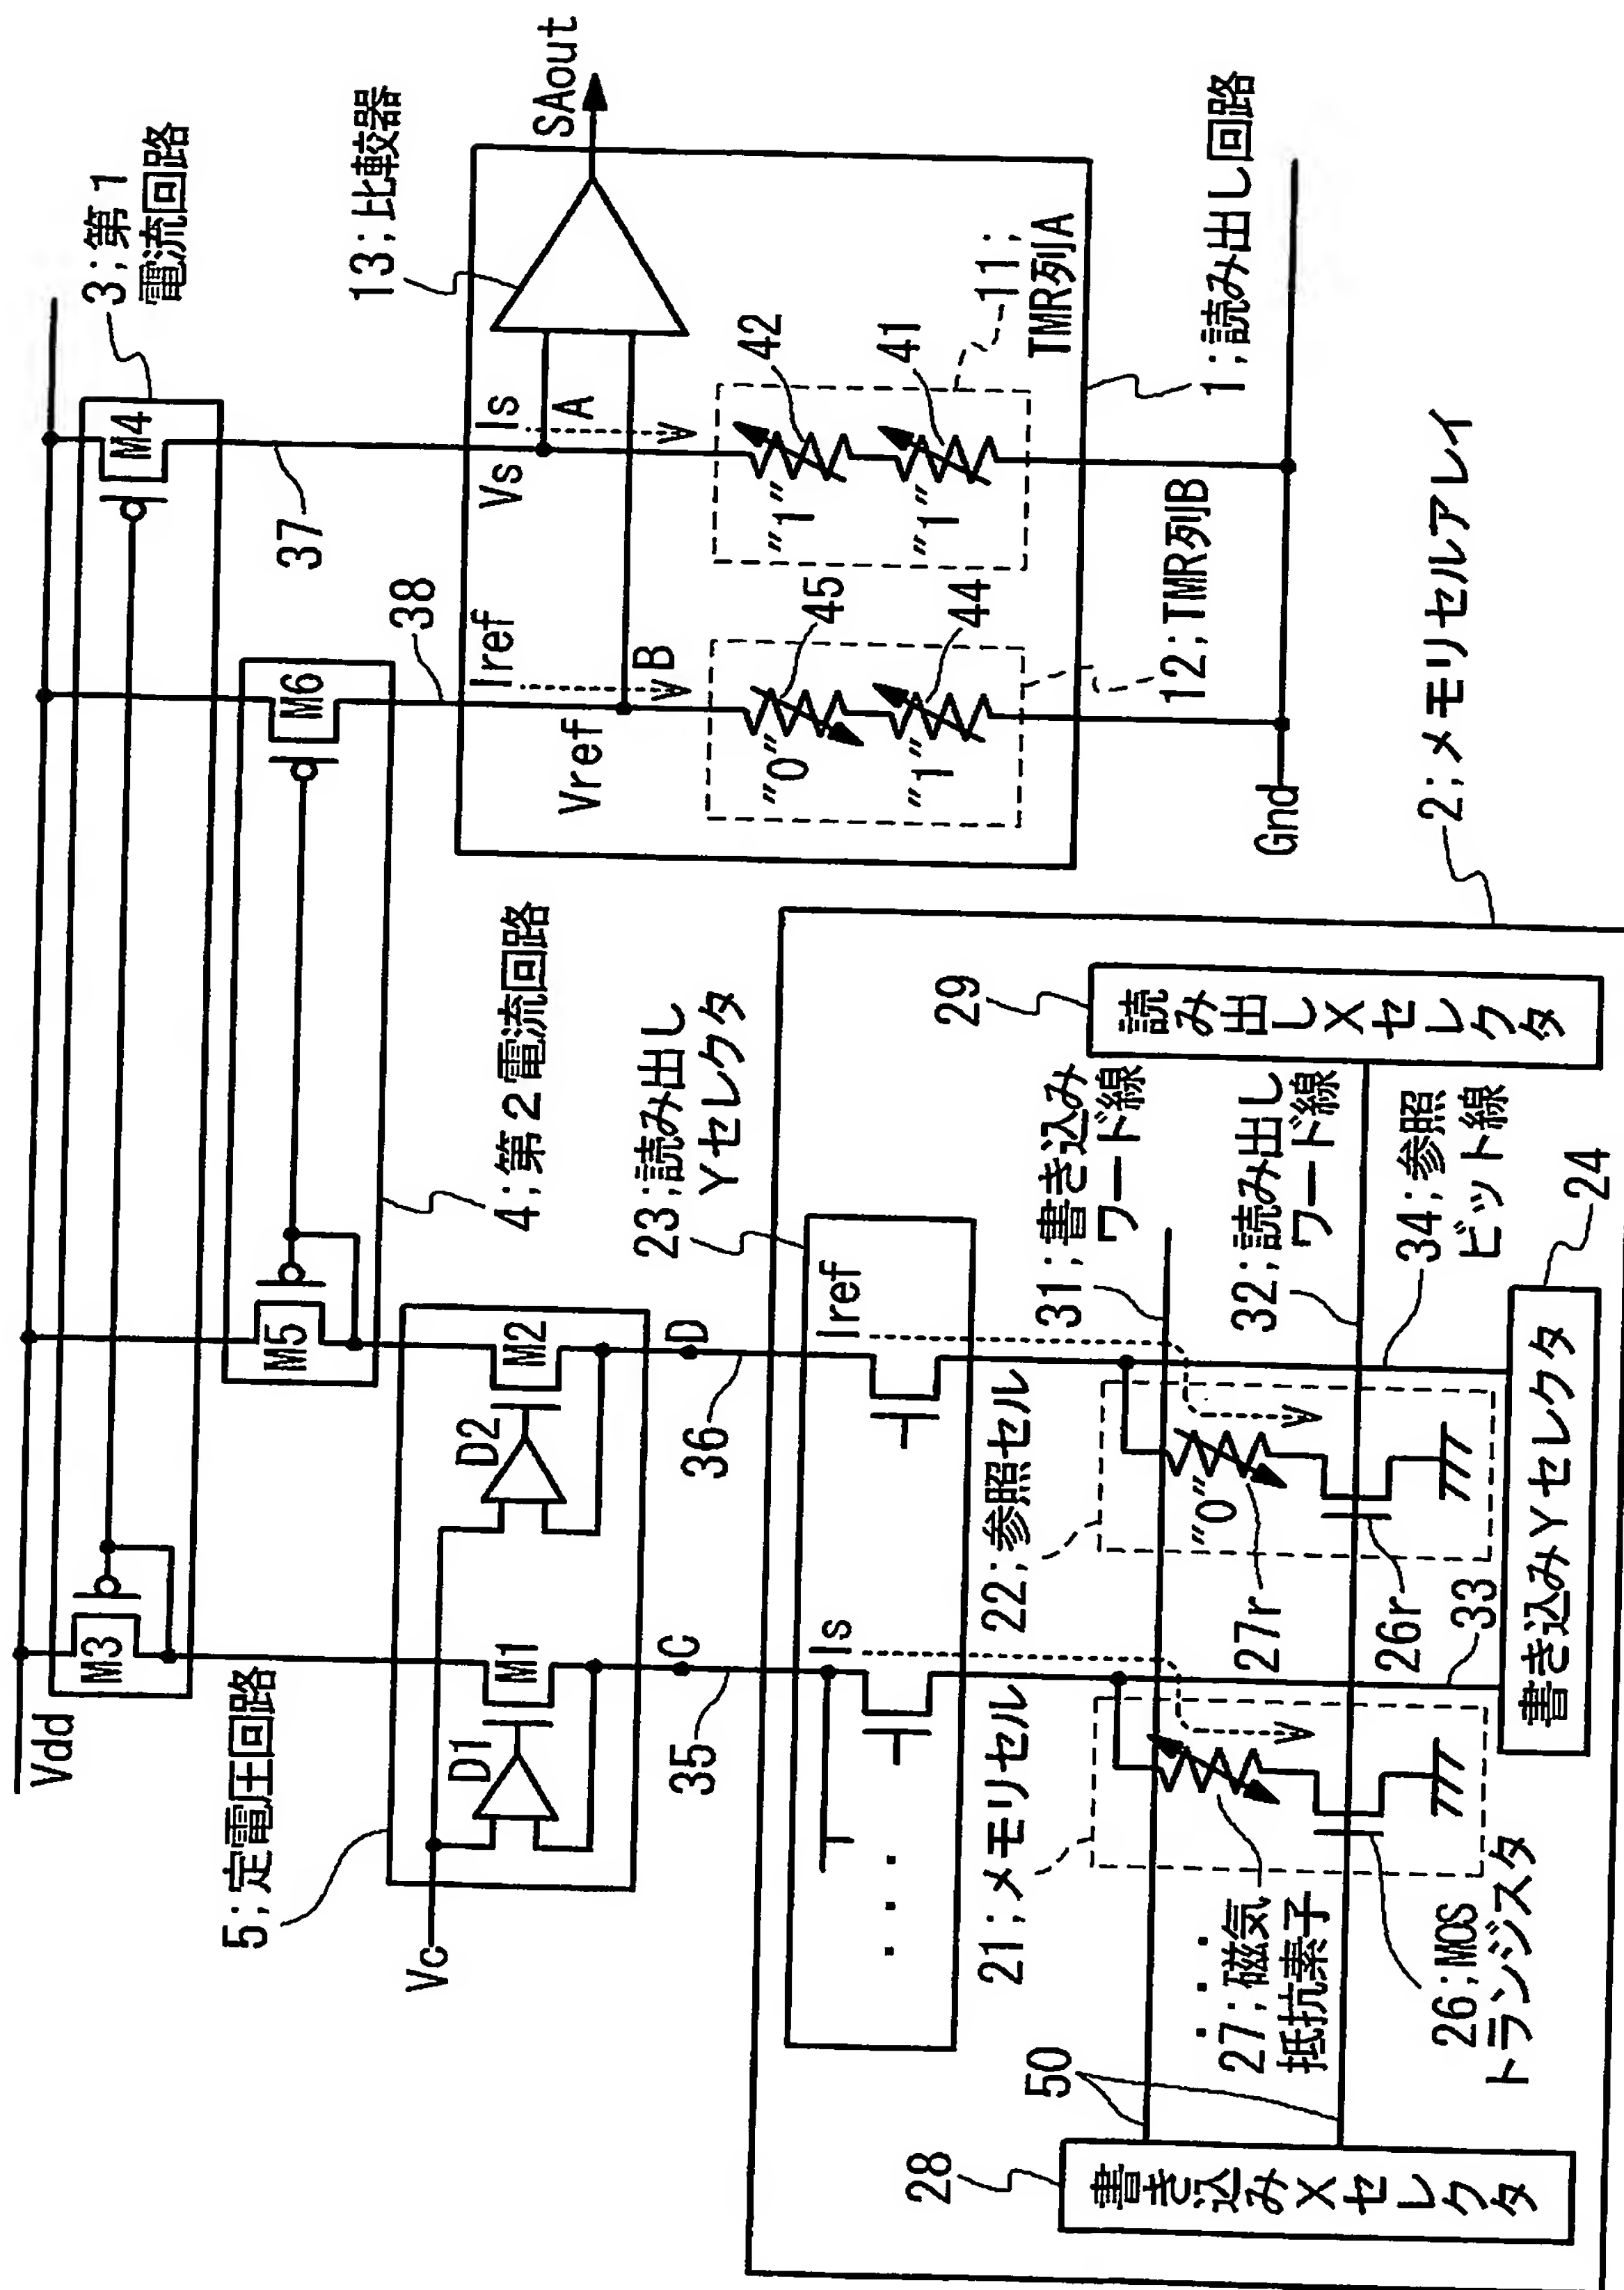 Vdd
3;第1
電流回路
M3
M4
M5
M6
4;第2電流回路
5;定電圧回路
Vc
D1
M1
D2
M2
C
D
35
36
37
38
13;比較器
SAout
Iref
Is
Vref
Vs
B
A
"0"
45
"1"
42
"1"
44
"1"
41
11;
TMR列A
12;TMR列B
1;読み出し回路
Gnd
2;メモリセルアレイ
23;読み出し
Yセレクタ
Is
Iref
21;メモリセル
22;参照セル
29
読み出しXセレクタ
28
書き込みXセレクタ
50
31;書き込み
ワード線
32;読み出し
ワード線
34;参照
ビット線
27;磁気
抵抗素子
26;MOS
トランジスタ
"0"
27r
26r
33
24
書き込みYセレクタ